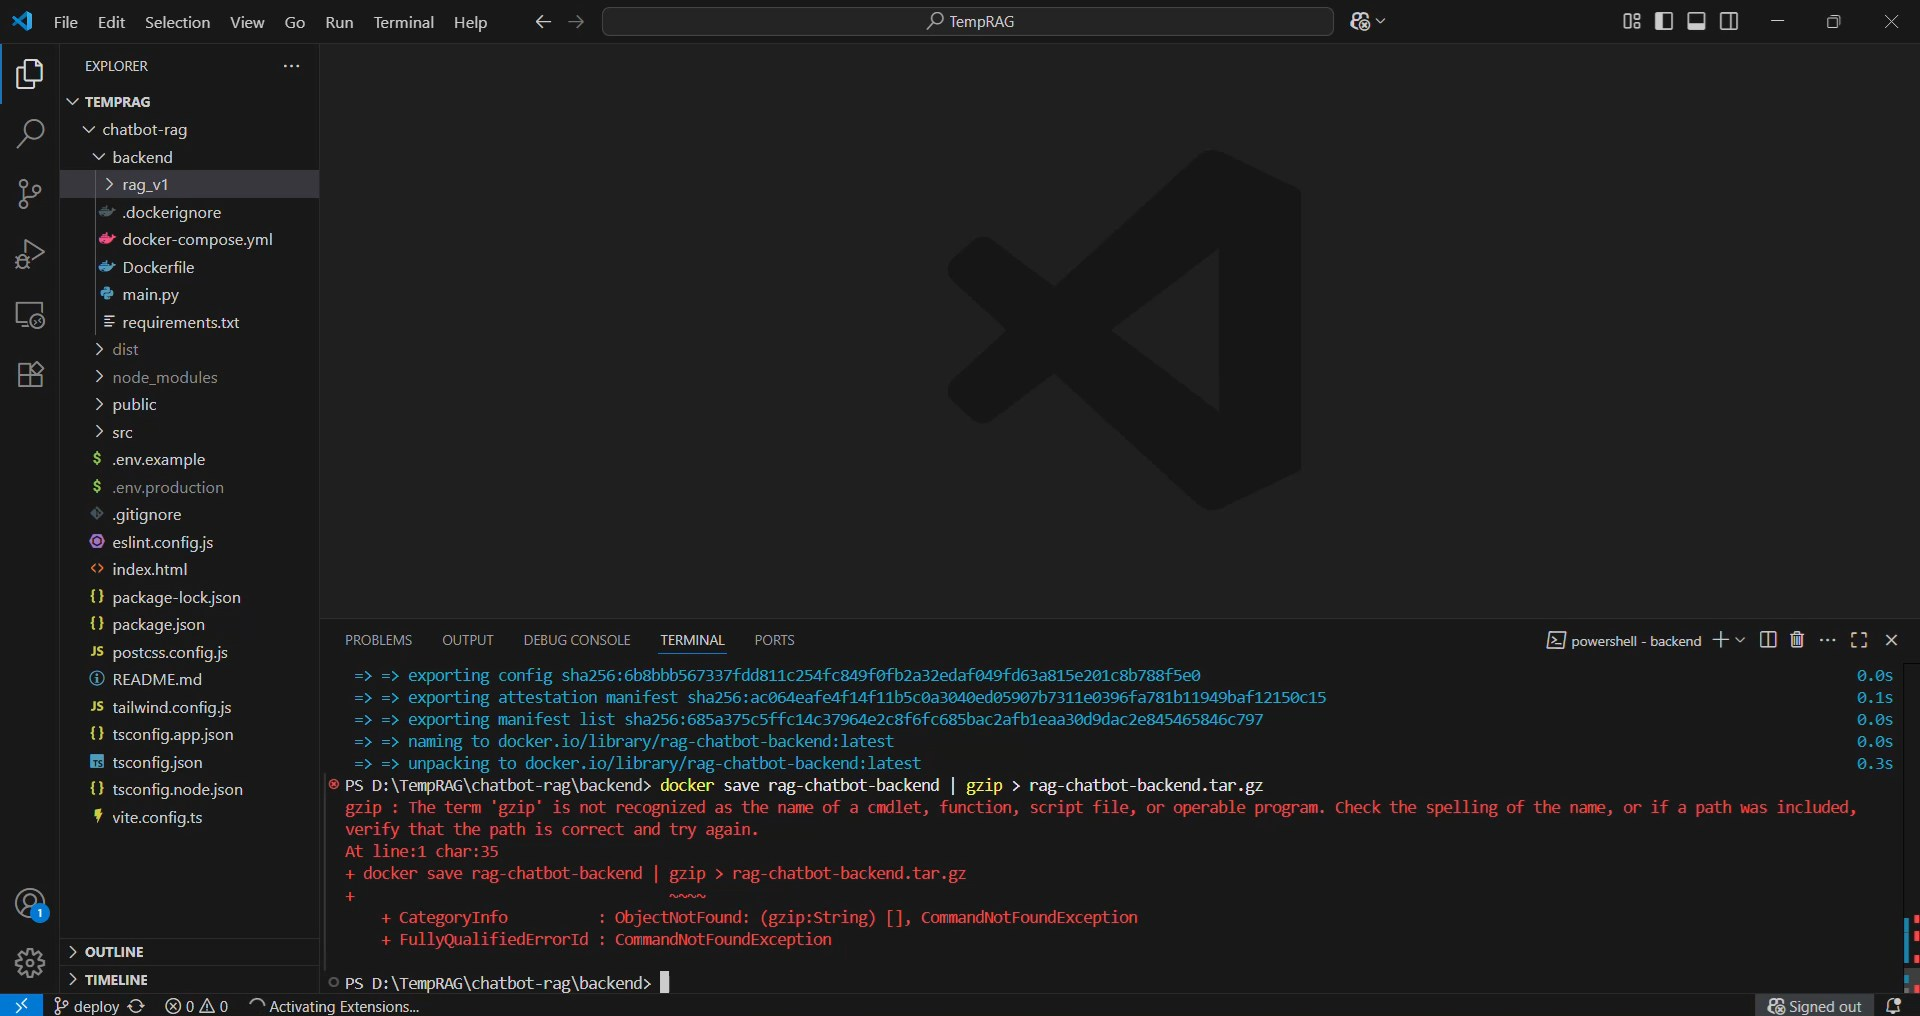 File Edit Selection View Go Run Terminal Help
TempRAG
EXPLORER
TEMPRAG
chatbot-rag
backend
rag_v1
.dockerignore
docker-compose.yml
Dockerfile
main.py
requirements.txt
dist
node_modules
public
src
.env.example
.env.production
.gitignore
eslint.config.js
index.html
package-lock.json
package.json
postcss.config.js
README.md
tailwind.config.js
tsconfig.app.json
tsconfig.json
tsconfig.node.json
vite.config.ts
OUTLINE
TIMELINE
PROBLEMS OUTPUT DEBUG CONSOLE TERMINAL PORTS
powershell - backend
=> => exporting config sha256:6b8bbb567337fdd811c254fc849f0fb2a32edaf049fd63a815e201c8b788f5e0 0.0s
=> => exporting attestation manifest sha256:ac064eafe4f14f11b5c0a3040ed05907b7311e0396fa781b11949baf12150c15 0.1s
=> => exporting manifest list sha256:685a375c5ffc14c37964e2c8f6fc685bac2afb1eaa30d9dac2e845465846c797 0.0s
=> => naming to docker.io/library/rag-chatbot-backend:latest 0.0s
=> => unpacking to docker.io/library/rag-chatbot-backend:latest 0.3s
PS D:\TempRAG\chatbot-rag\backend> docker save rag-chatbot-backend | gzip > rag-chatbot-backend.tar.gz
gzip : The term 'gzip' is not recognized as the name of a cmdlet, function, script file, or operable program. Check the spelling of the name, or if a path was included,
verify that the path is correct and try again.
At line:1 char:35
+ docker save rag-chatbot-backend | gzip > rag-chatbot-backend.tar.gz
+ ~~~~
+ CategoryInfo : ObjectNotFound: (gzip:String) [], CommandNotFoundException
+ FullyQualifiedErrorId : CommandNotFoundException
PS D:\TempRAG\chatbot-rag\backend>
1
deploy 0 0 Activating Extensions... Signed out